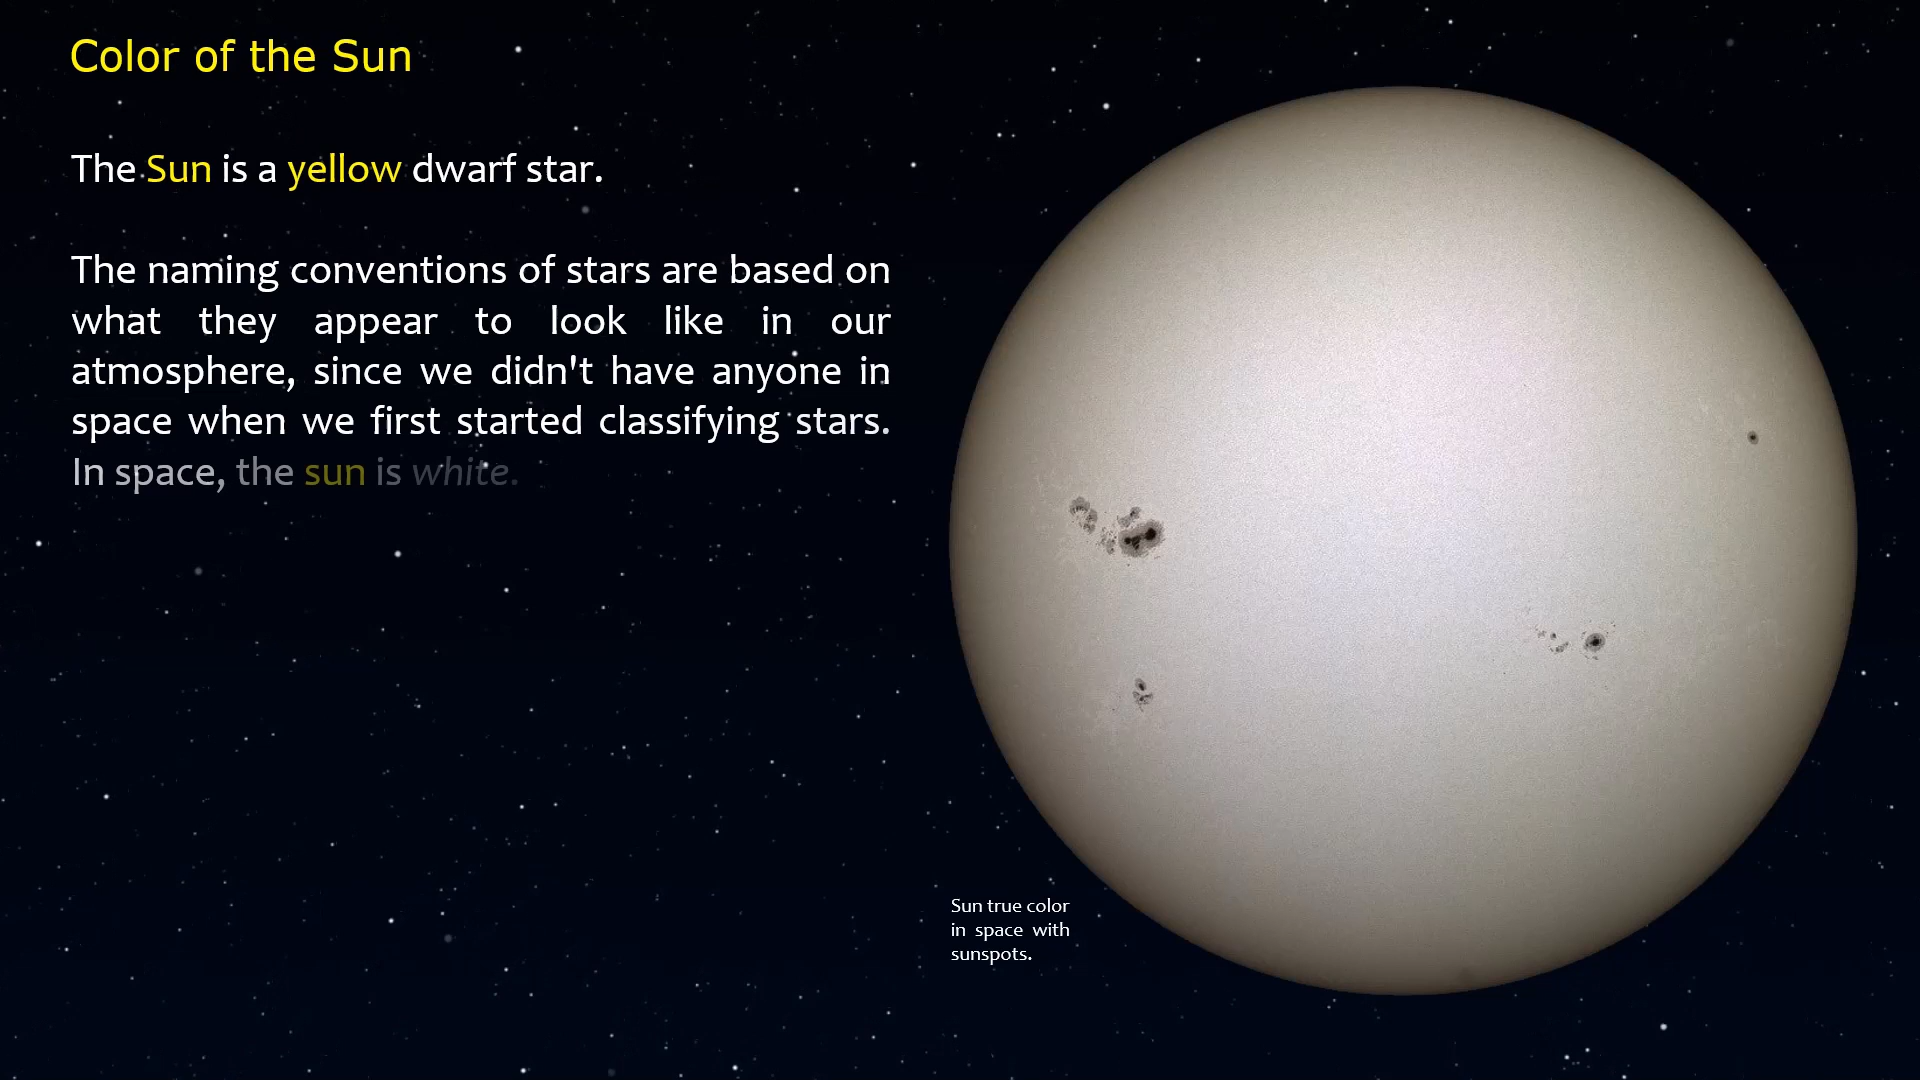 Color of the Sun
The Sun is a yellow dwarf star.
The naming conventions of stars are based on
what they appear to look like in our
atmosphere, since we didn't have anyone in
space when we first started classifying stars.
In space, the sun is white.
Sun true color
in space with
sunspots.